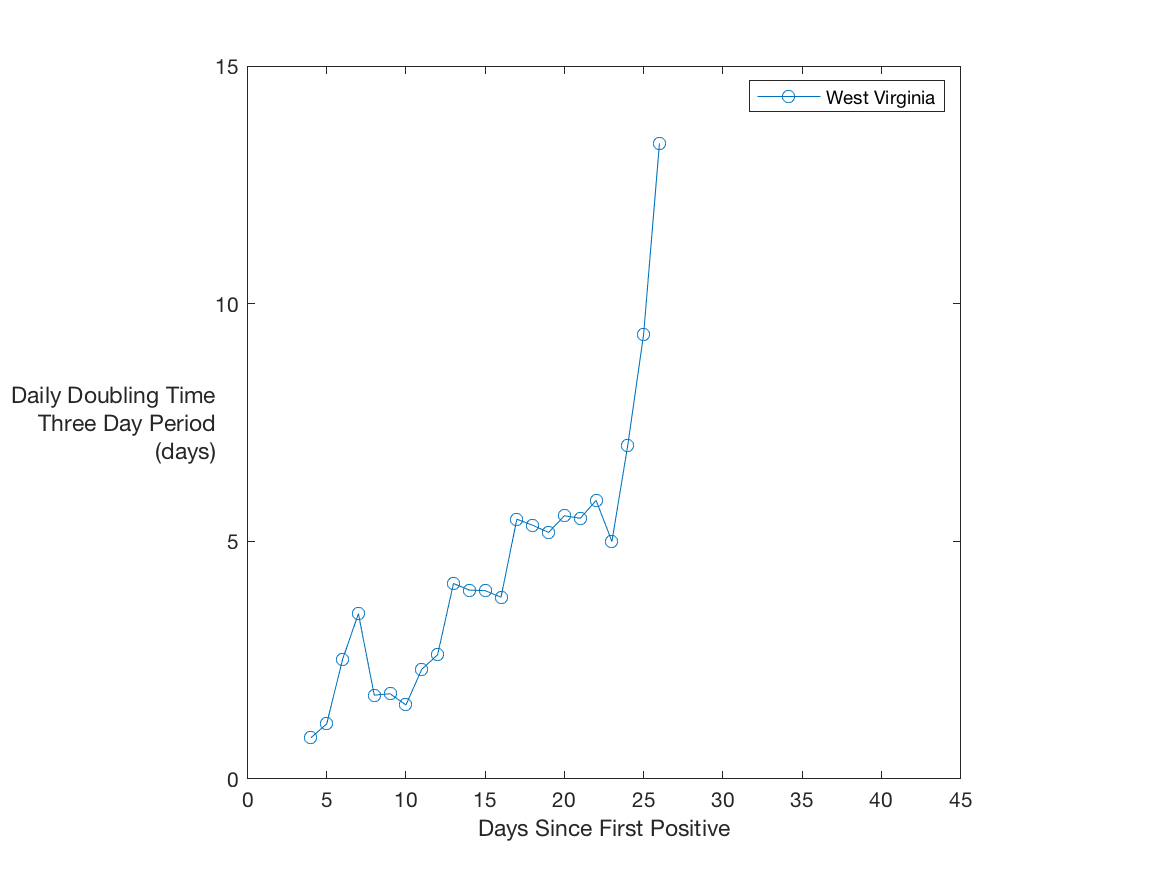 15
West Virginia
10
Daily Doubling Time
Three Day Period
(days)
5
0
0 5 10 15 20 25 30 35 40 45
Days Since First Positive